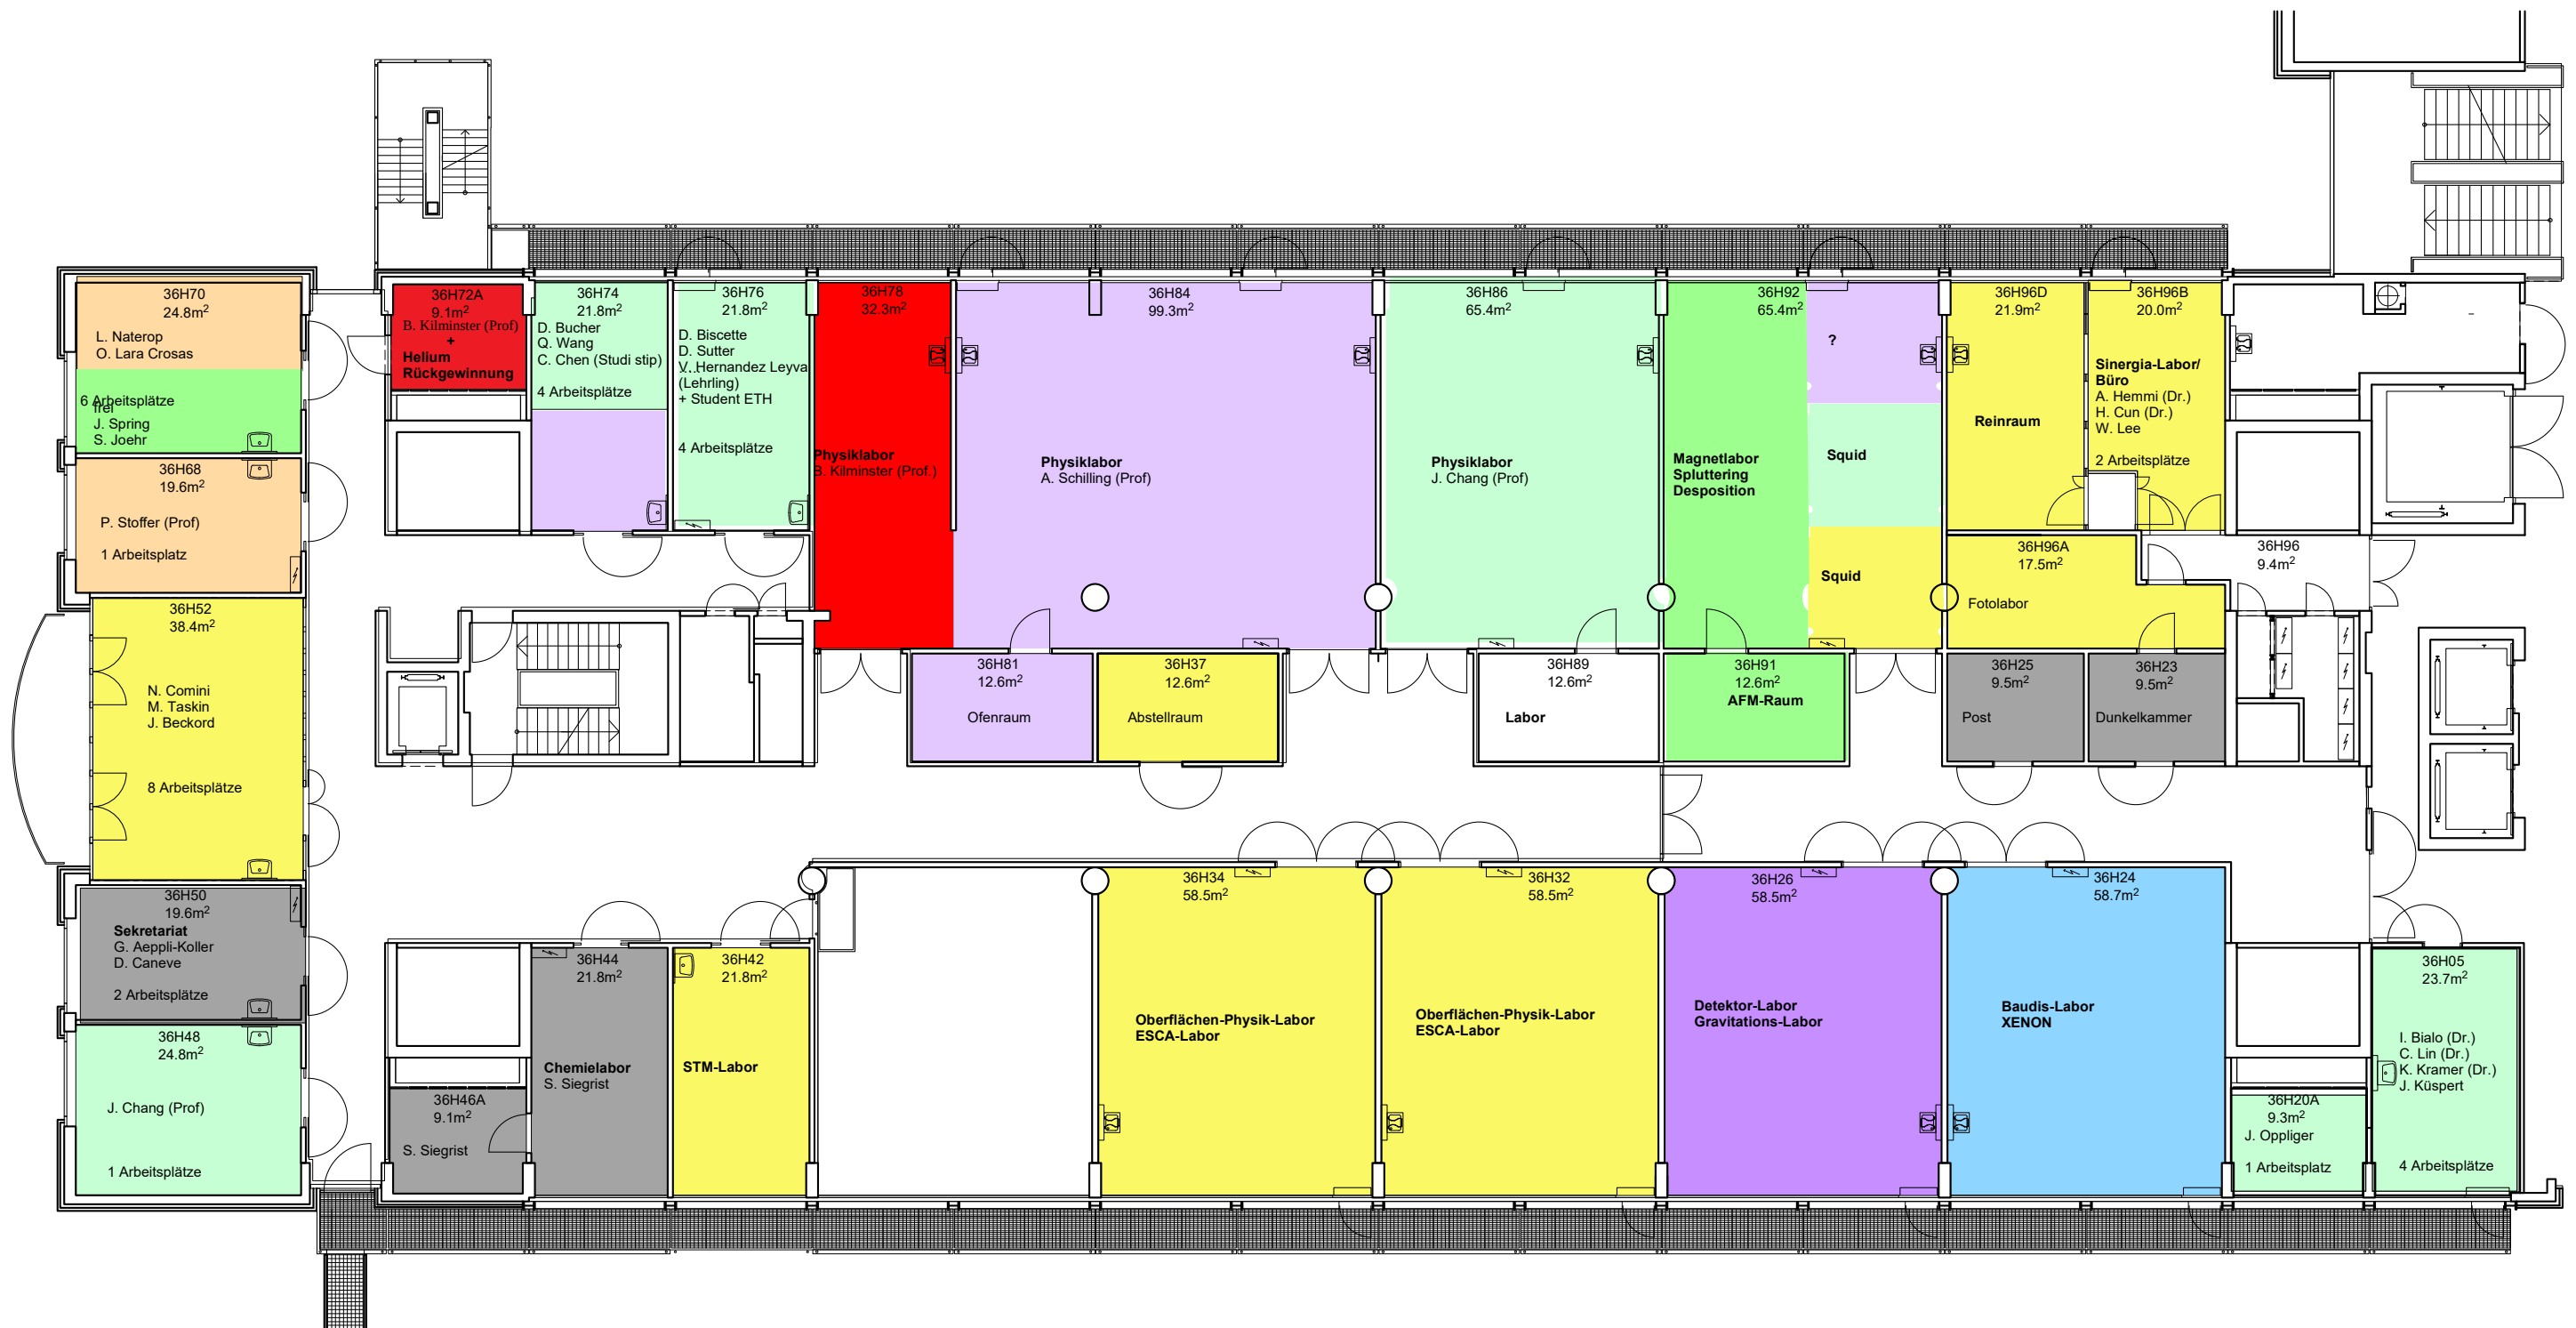 36H70
24.8m2
L. Naterop
O. Lara Crosas
6 Arbeitsplätze
frei
J. Spring
S. Joehr
36H68
19.6m2
P. Stoffer (Prof)
1 Arbeitsplatz
36H52
38.4m2
N. Comini
M. Taskin
J. Beckord
8 Arbeitsplätze
36H50
19.6m2
Sekretariat
G. Aeppli-Koller
D. Caneve
2 Arbeitsplätze
36H48
24.8m2
J. Chang (Prof)
1 Arbeitsplätze
36H72A
9.1m2
B. Kilminster (Prof)
+
Helium
Rückgewinnung
36H74
21.8m2
D. Bucher
Q. Wang
C. Chen (Studi stip)
4 Arbeitsplätze
36H76
21.8m2
D. Biscette
D. Sutter
V. Hernandez Leyva
(Lehrling)
+ Student ETH
4 Arbeitsplätze
36H78
32.3m2
Physiklabor
B. Kilminster (Prof.)
36H84
99.3m2
Physiklabor
A. Schilling (Prof)
36H86
65.4m2
Physiklabor
J. Chang (Prof)
36H92
65.4m2
Magnetlabor
Spluttering
Desposition
?
Squid
Squid
36H96D
21.9m2
Reinraum
36H96B
20.0m2
Sinergia-Labor/
Büro
A. Hemmi (Dr.)
H. Cun (Dr.)
W. Lee
2 Arbeitsplätze
36H96A
17.5m2
Fotolabor
36H96
9.4m2
36H81
12.6m2
Ofenraum
36H37
12.6m2
Abstellraum
36H89
12.6m2
Labor
36H91
12.6m2
AFM-Raum
36H25
9.5m2
Post
36H23
9.5m2
Dunkelkammer
36H46A
9.1m2
S. Siegrist
36H44
21.8m2
Chemielabor
S. Siegrist
36H42
21.8m2
STM-Labor
36H34
58.5m2
Oberflächen-Physik-Labor
ESCA-Labor
36H32
58.5m2
Oberflächen-Physik-Labor
ESCA-Labor
36H26
58.5m2
Detektor-Labor
Gravitations-Labor
36H24
58.7m2
Baudis-Labor
XENON
36H20A
9.3m2
J. Oppliger
1 Arbeitsplatz
36H05
23.7m2
I. Bialo (Dr.)
C. Lin (Dr.)
K. Kramer (Dr.)
J. Küspert
4 Arbeitsplätze